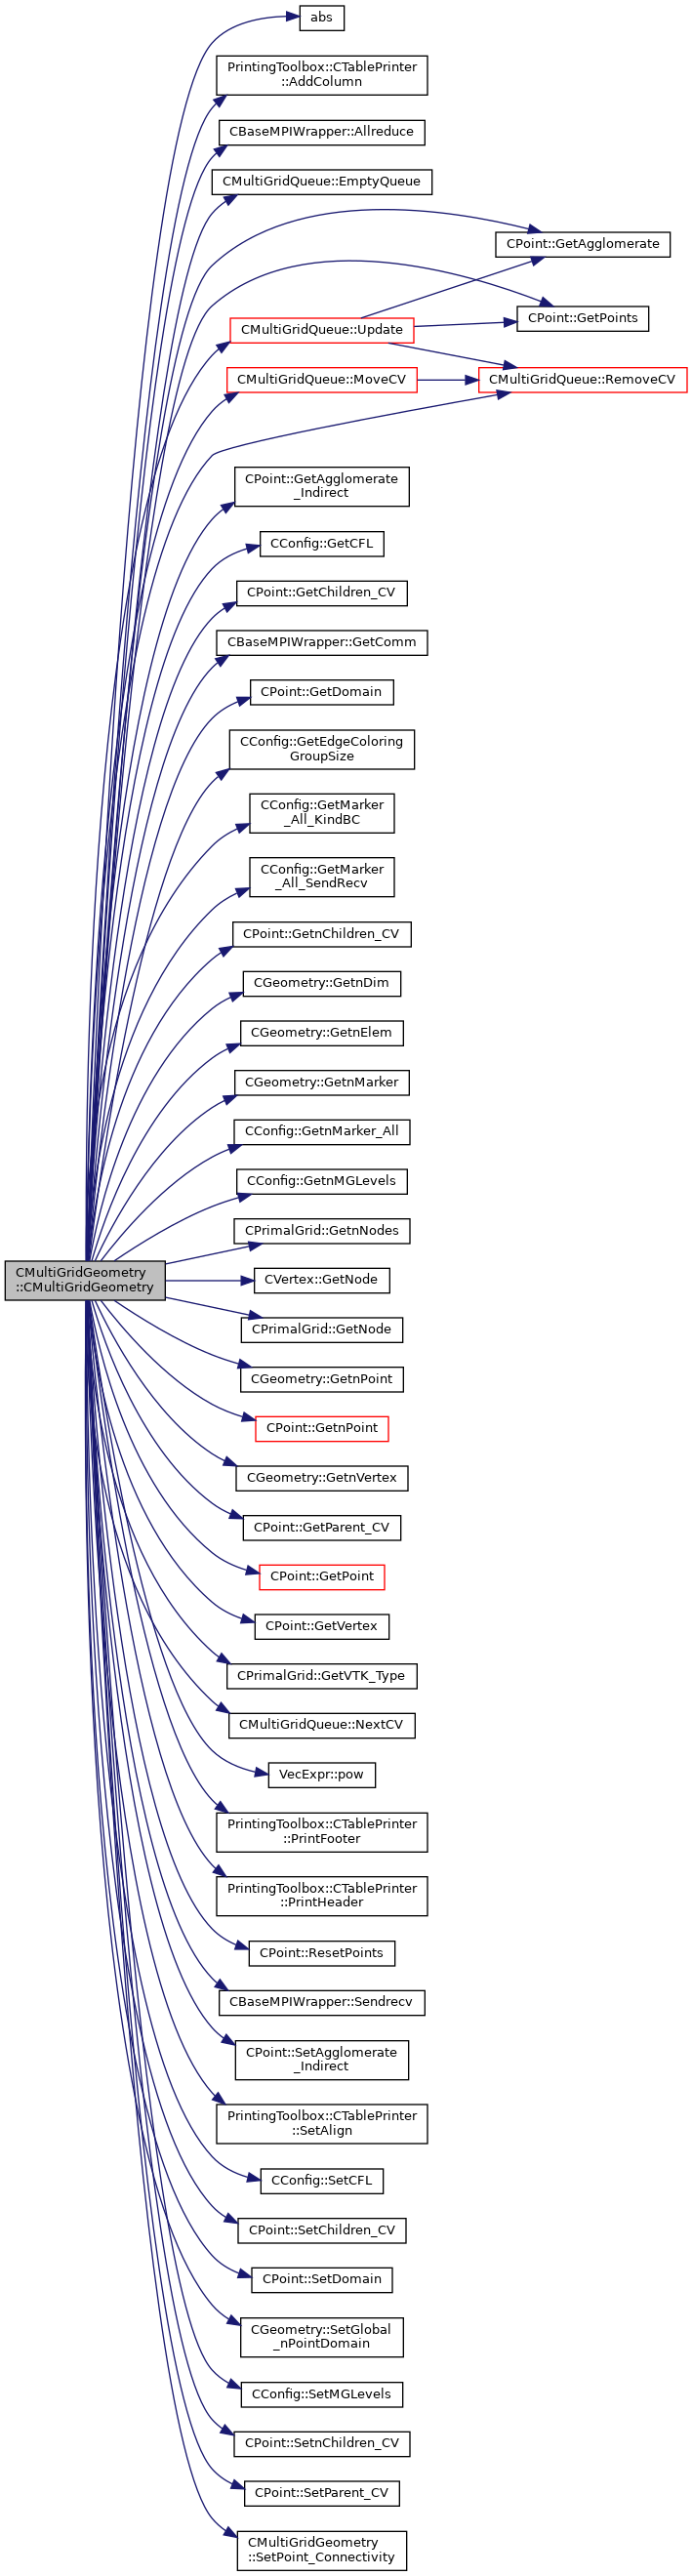 abs
PrintingToolbox::CTablePrinter
::AddColumn
CBaseMPIWrapper::Allreduce
CMultiGridQueue::EmptyQueue
CPoint::GetAgglomerate
CPoint::GetPoints
CMultiGridQueue::Update
CMultiGridQueue::MoveCV
CMultiGridQueue::RemoveCV
CPoint::GetAgglomerate
_Indirect
CConfig::GetCFL
CPoint::GetChildren_CV
CBaseMPIWrapper::GetComm
CPoint::GetDomain
CConfig::GetEdgeColoring
GroupSize
CConfig::GetMarker
_All_KindBC
CConfig::GetMarker
_All_SendRecv
CPoint::GetnChildren_CV
CGeometry::GetnDim
CGeometry::GetnElem
CGeometry::GetnMarker
CConfig::GetnMarker_All
CConfig::GetnMGLevels
CPrimalGrid::GetnNodes
CMultiGridGeometry
::CMultiGridGeometry
CVertex::GetNode
CPrimalGrid::GetNode
CGeometry::GetnPoint
CPoint::GetnPoint
CGeometry::GetnVertex
CPoint::GetParent_CV
CPoint::GetPoint
CPoint::GetVertex
CPrimalGrid::GetVTK_Type
CMultiGridQueue::NextCV
VecExpr::pow
PrintingToolbox::CTablePrinter
::PrintFooter
PrintingToolbox::CTablePrinter
::PrintHeader
CPoint::ResetPoints
CBaseMPIWrapper::Sendrecv
CPoint::SetAgglomerate
_Indirect
PrintingToolbox::CTablePrinter
::SetAlign
CConfig::SetCFL
CPoint::SetChildren_CV
CPoint::SetDomain
CGeometry::SetGlobal
_nPointDomain
CConfig::SetMGLevels
CPoint::SetnChildren_CV
CPoint::SetParent_CV
CMultiGridGeometry
::SetPoint_Connectivity